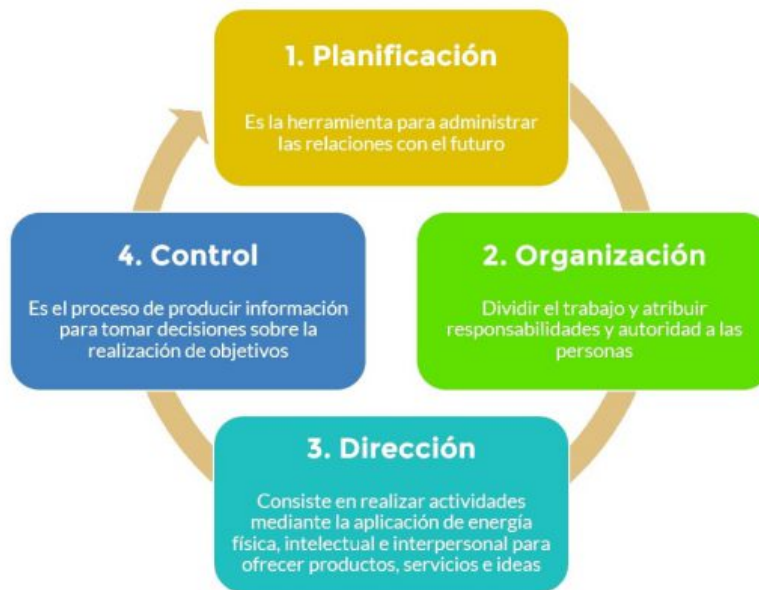 1. Planificación
Es la herramienta para administrar
las relaciones con el futuro
2. Organización
Dividir el trabajo y atribuir
responsabilidades y autoridad a las
personas
3. Dirección
Consiste en realizar actividades
mediante la aplicación de energía
física, intelectual e interpersonal para
ofrecer productos, servicios e ideas
4. Control
Es el proceso de producir información
para tomar decisiones sobre la
realización de objetivos